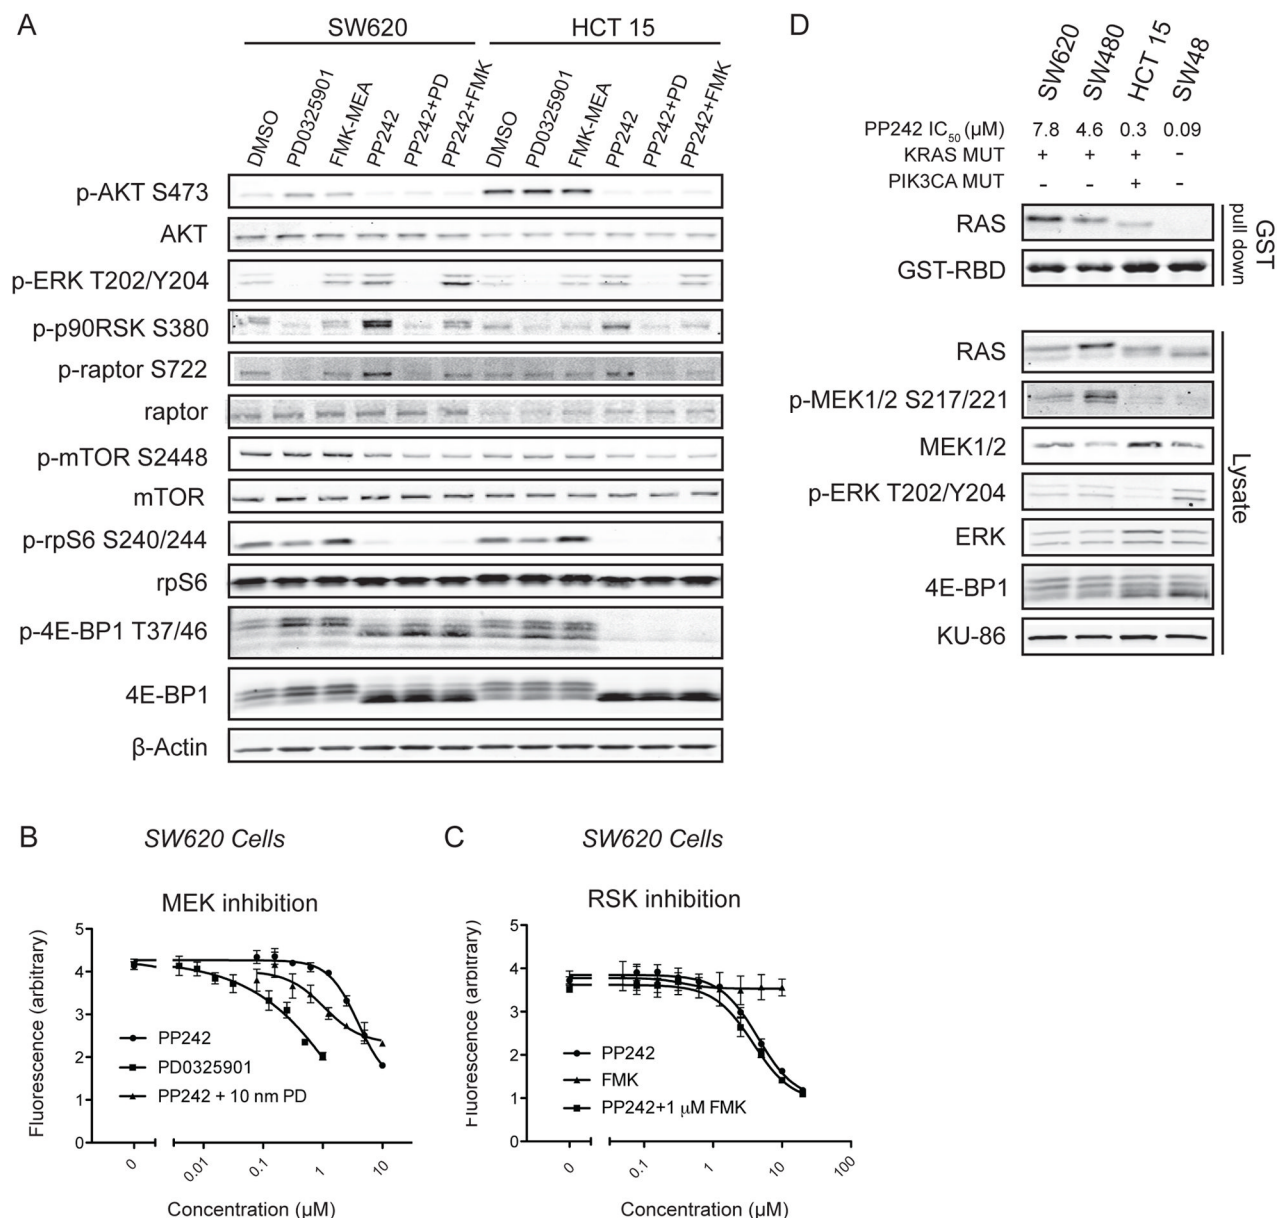 A
SW620
HCT 15
DMSO
PD0325901
FMK-MEA
PP242
PP242+PD
PP242+FMK
DMSO
PD0325901
FMK-MEA
PP242
PP242+PD
PP242+FMK
p-AKT S473
AKT
p-ERK T202/Y204
p-p90RSK S380
p-raptor S722
raptor
p-mTOR S2448
mTOR
p-rpS6 S240/244
rpS6
p-4E-BP1 T37/46
4E-BP1
β-Actin
D
SW620
SW480
HCT 15
SW48
PP242 IC50 (µM) 7.8 4.6 0.3 0.09
KRAS MUT + + + -
PIK3CA MUT - - + -
RAS
GST-RBD
GST
pull down
RAS
p-MEK1/2 S217/221
MEK1/2
p-ERK T202/Y204
ERK
4E-BP1
KU-86
Lysate
B
SW620 Cells
MEK inhibition
Fluorescence (arbitrary)
5
4
3
2
1
0
PP242
PD0325901
PP242 + 10 nm PD
0 0.01 0.1 1 10
Concentration (µM)
C
SW620 Cells
RSK inhibition
Fluorescence (arbitrary)
5
4
3
2
1
0
PP242
FMK
PP242+1 µM FMK
0 0.1 1 10 100
Concentration (µM)